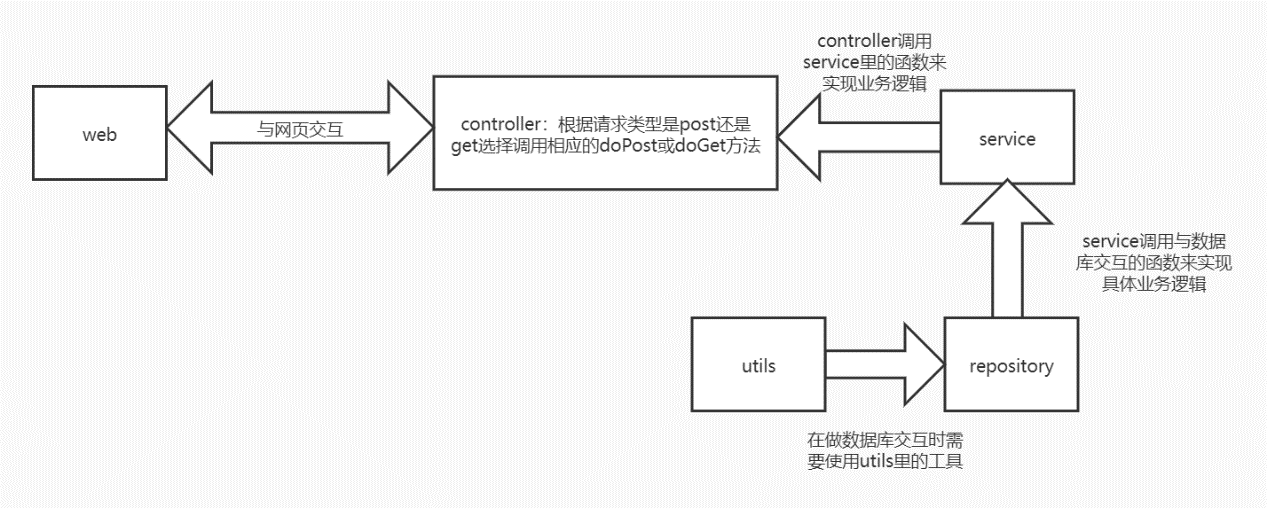 web
与网页交互
controller：根据请求类型是post还是
get选择调用相应的doPost或doGet方法
controller调用
service里的函数来
实现业务逻辑
service
service调用与数据
库交互的函数来实现
具体业务逻辑
utils
repository
在做数据库交互时需
要使用utils里的工具